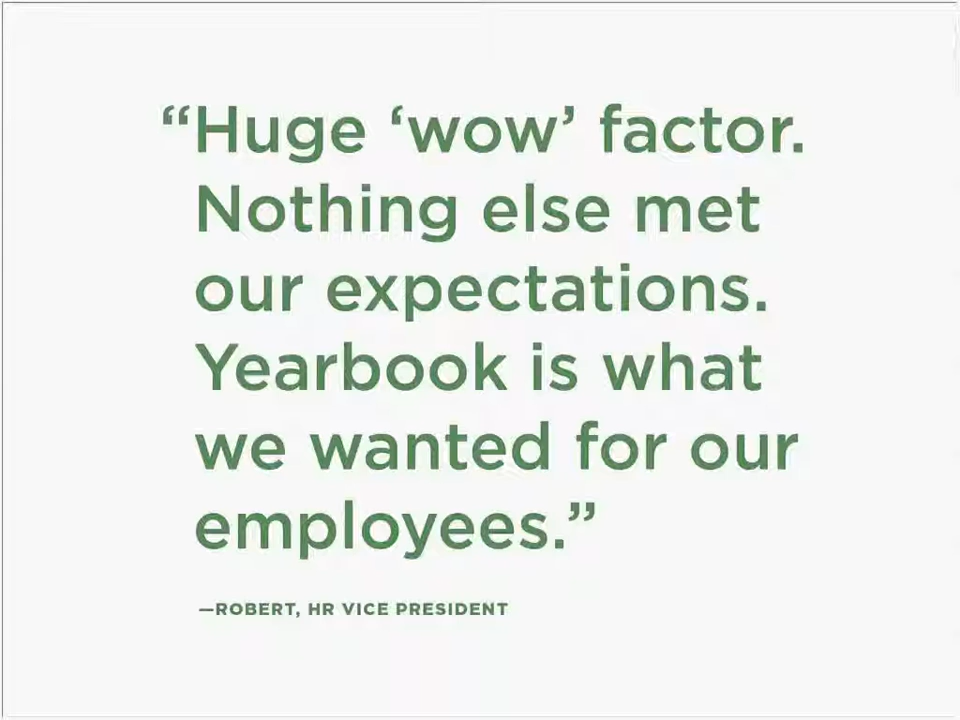 “Huge ‘wow’ factor.
Nothing else met
our expectations.
Yearbook is what
we wanted for our
employees.”
—ROBERT, HR VICE PRESIDENT